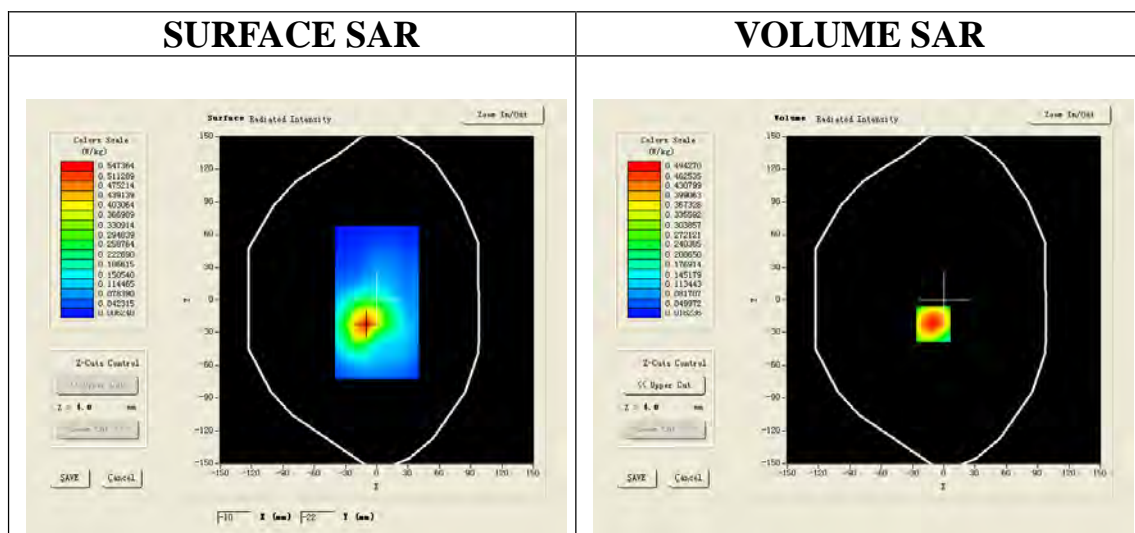 SURFACE SAR
VOLUME SAR
Surface Radiated Intensity
Zoom In/Out
Colors Scale
(W/kg)
0.547364
0.511289
0.475214
0.439139
0.403064
0.366989
0.330914
0.294839
0.258764
0.222690
0.186615
0.150540
0.114465
0.078390
0.042315
0.006240
150
120
90
60
30
0
-30
-60
-90
-120
-150
-150 -120 -90 -60 -30 0 30 60 90 120 150
Z-Cuts Control
<< Upper Cut
Z = 4.0 mm
SAVE
Cancel
-10 X (mm) -22 Y (mm)
Volume Radiated Intensity
Zoom In/Out
Colors Scale
(W/kg)
0.494270
0.462535
0.430799
0.399063
0.367328
0.335592
0.303857
0.272121
0.240385
0.208650
0.176914
0.145179
0.113443
0.081707
0.049972
0.018236
150
120
90
60
30
0
-30
-60
-90
-120
-150
-150 -120 -90 -60 -30 0 30 60 90 120 150
Z-Cuts Control
<< Upper Cut
Z = 4.0 mm
SAVE
Cancel